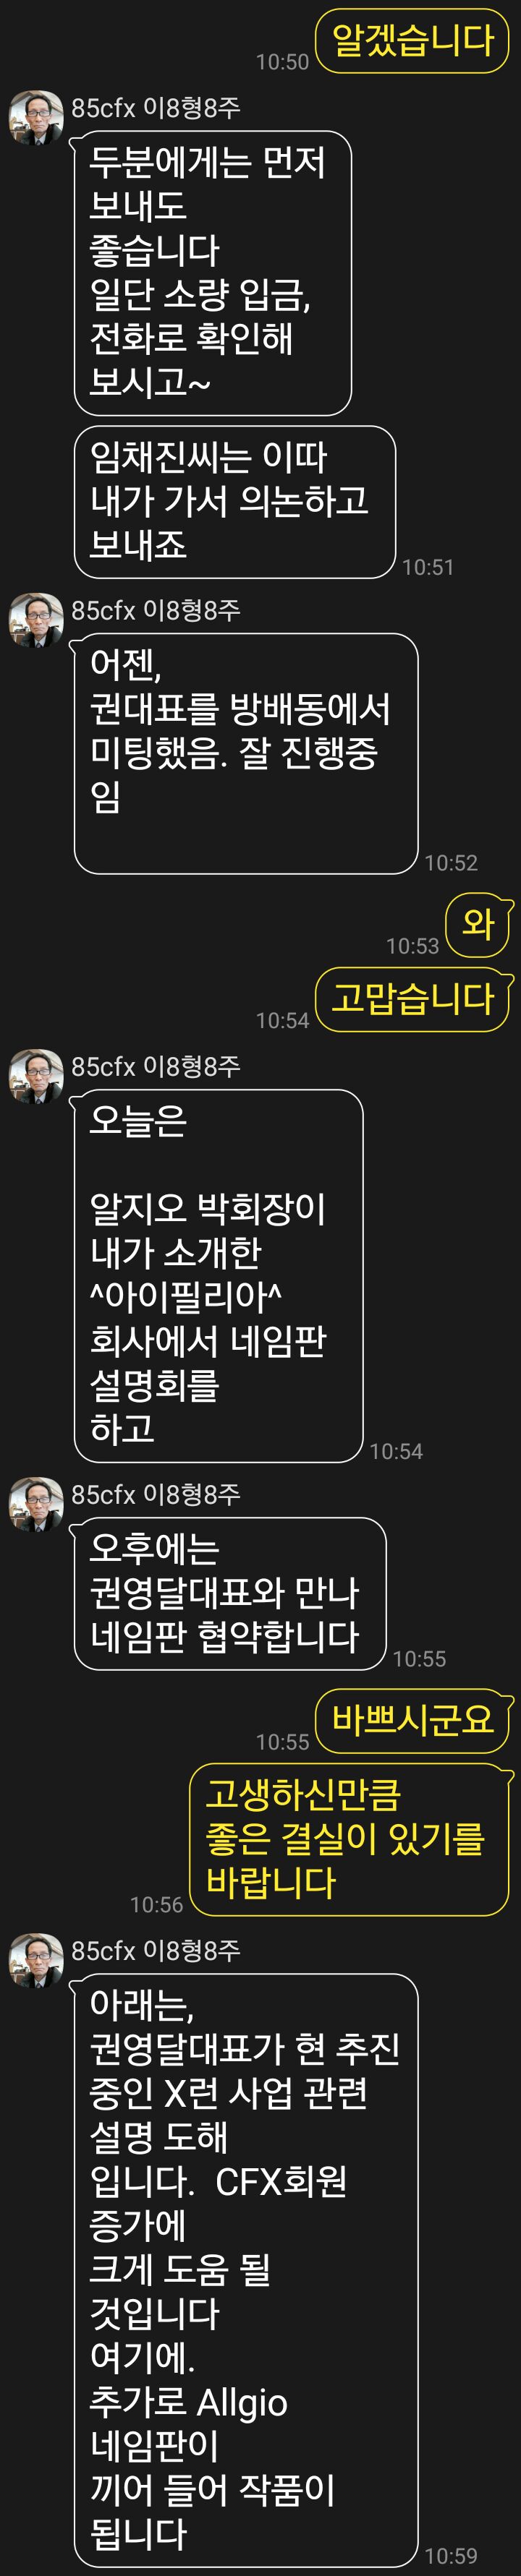 알겠습니다
10:50
85cfx 이8형8주
두분에게는 먼저
보내도
좋습니다
일단 소량 입금,
전화로 확인해
보시고~
임채진씨는 이따
내가 가서 의논하고
보내죠
10:51
85cfx 이8형8주
어젠,
권대표를 방배동에서
미팅했음. 잘 진행중
임
10:52
와
10:53
고맙습니다
10:54
85cfx 이8형8주
오늘은
알지오 박회장이
내가 소개한
^아이필리아^
회사에서 네임판
설명회를
하고
10:54
85cfx 이8형8주
오후에는
권영달대표와 만나
네임판 협약합니다
10:55
바쁘시군요
10:55
고생하신만큼
좋은 결실이 있기를
바랍니다
10:56
85cfx 이8형8주
아래는,
권영달대표가 현 추진
중인 X런 사업 관련
설명 도해
입니다.  CFX회원
증가에
크게 도움 될
것입니다
여기에.
추가로 Allgio
네임판이
끼어 들어 작품이
됩니다
10:59